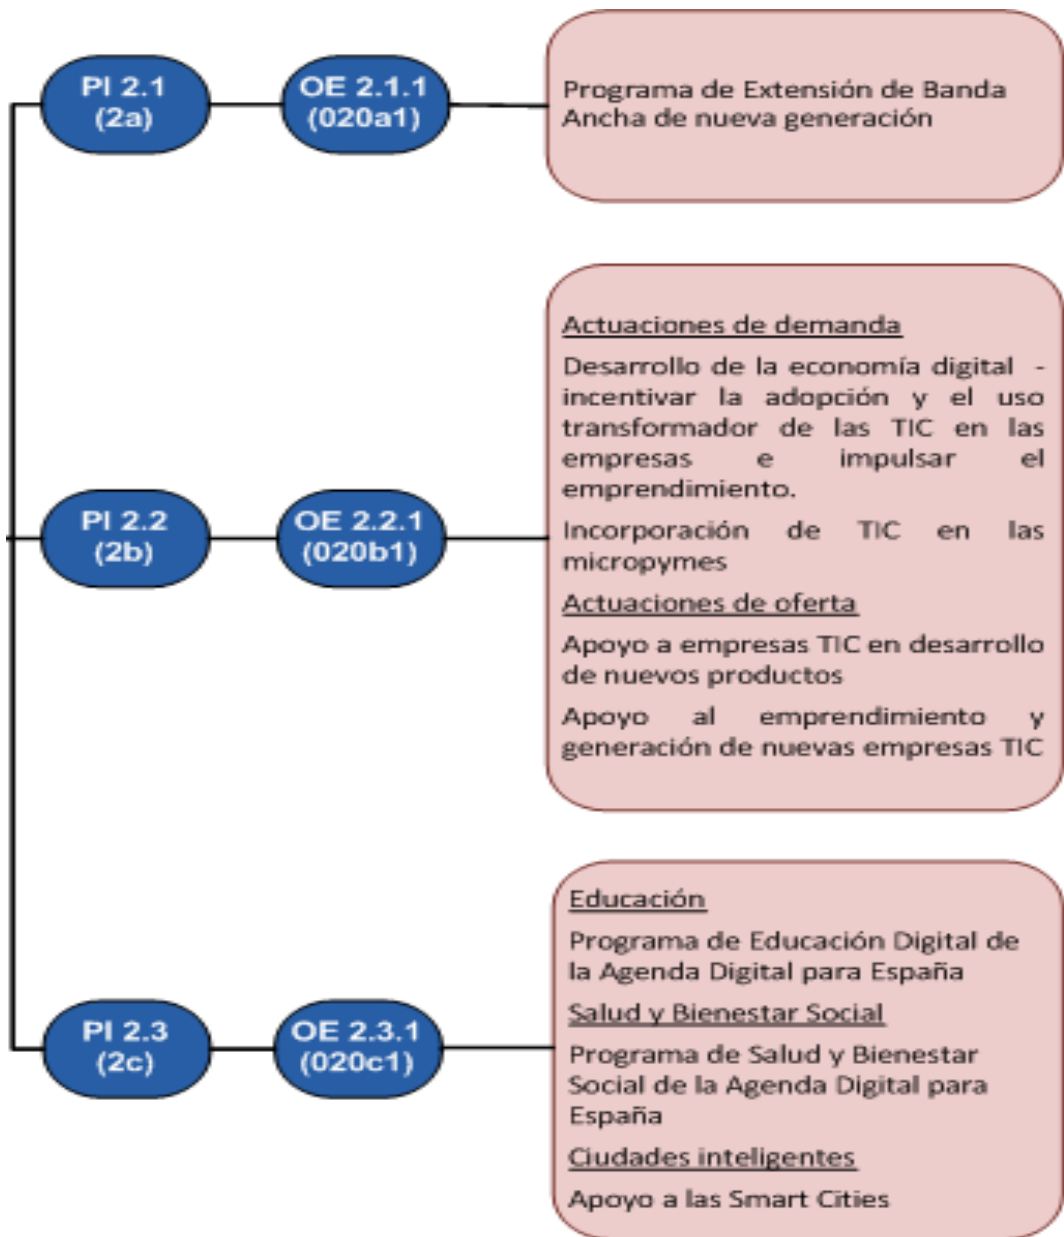 PI 2.1
(2a)
OE 2.1.1
(020a1)
Programa de Extensión de Banda
Ancha de nueva generación
PI 2.2
(2b)
OE 2.2.1
(020b1)
Actuaciones de demanda
Desarrollo de la economía digital -
incentivar la adopción y el uso
transformador de las TIC en las
empresas e impulsar el
emprendimiento.
Incorporación de TIC en las
micropymes
Actuaciones de oferta
Apoyo a empresas TIC en desarrollo
de nuevos productos
Apoyo al emprendimiento y
generación de nuevas empresas TIC
PI 2.3
(2c)
OE 2.3.1
(020c1)
Educación
Programa de Educación Digital de
la Agenda Digital para España
Salud y Bienestar Social
Programa de Salud y Bienestar
Social de la Agenda Digital para
España
Ciudades inteligentes
Apoyo a las Smart Cities